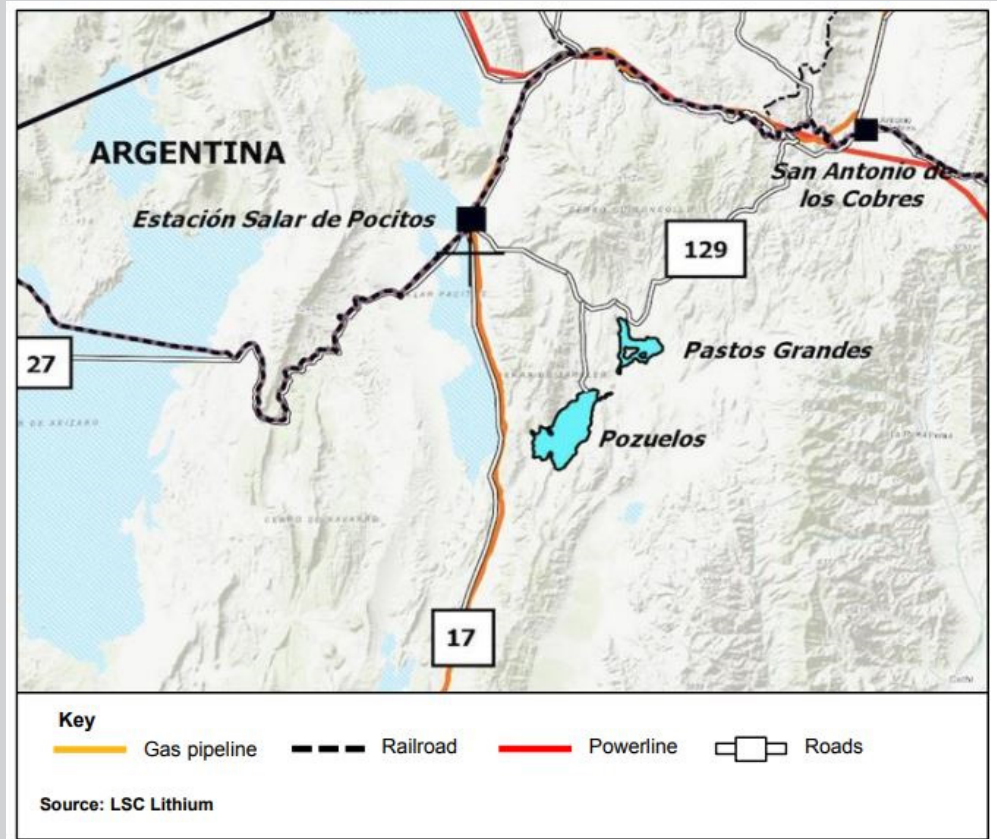 ARGENTINA
San Antonio de
los Cobres
Estación Salar de Pocitos
129
27
Pastos Grandes
Pozuelos
17
Key
Gas pipeline
Railroad
Powerline
Roads
Source: LSC Lithium